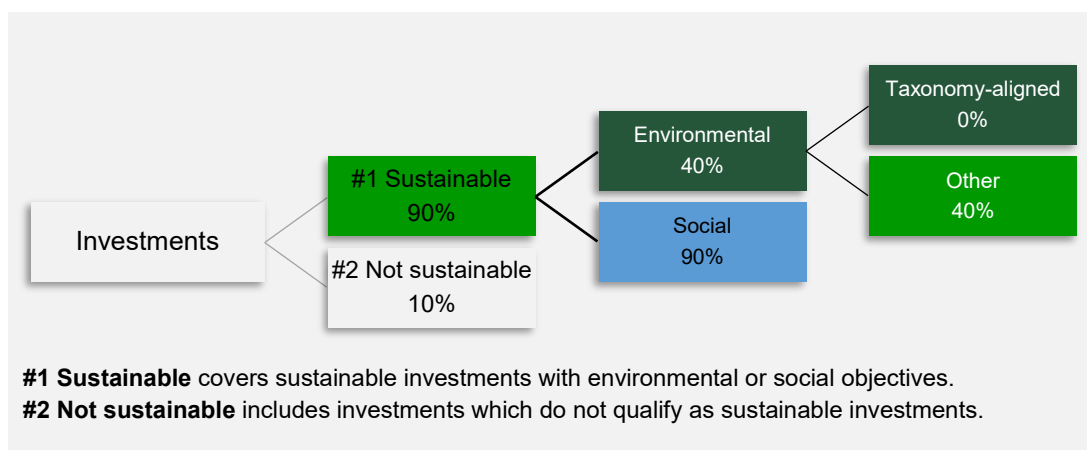 Investments
#1 Sustainable
90%
#2 Not sustainable
10%
Environmental
40%
Social
90%
Taxonomy-aligned
0%
Other
40%
#1 Sustainable covers sustainable investments with environmental or social objectives.
#2 Not sustainable includes investments which do not qualify as sustainable investments.